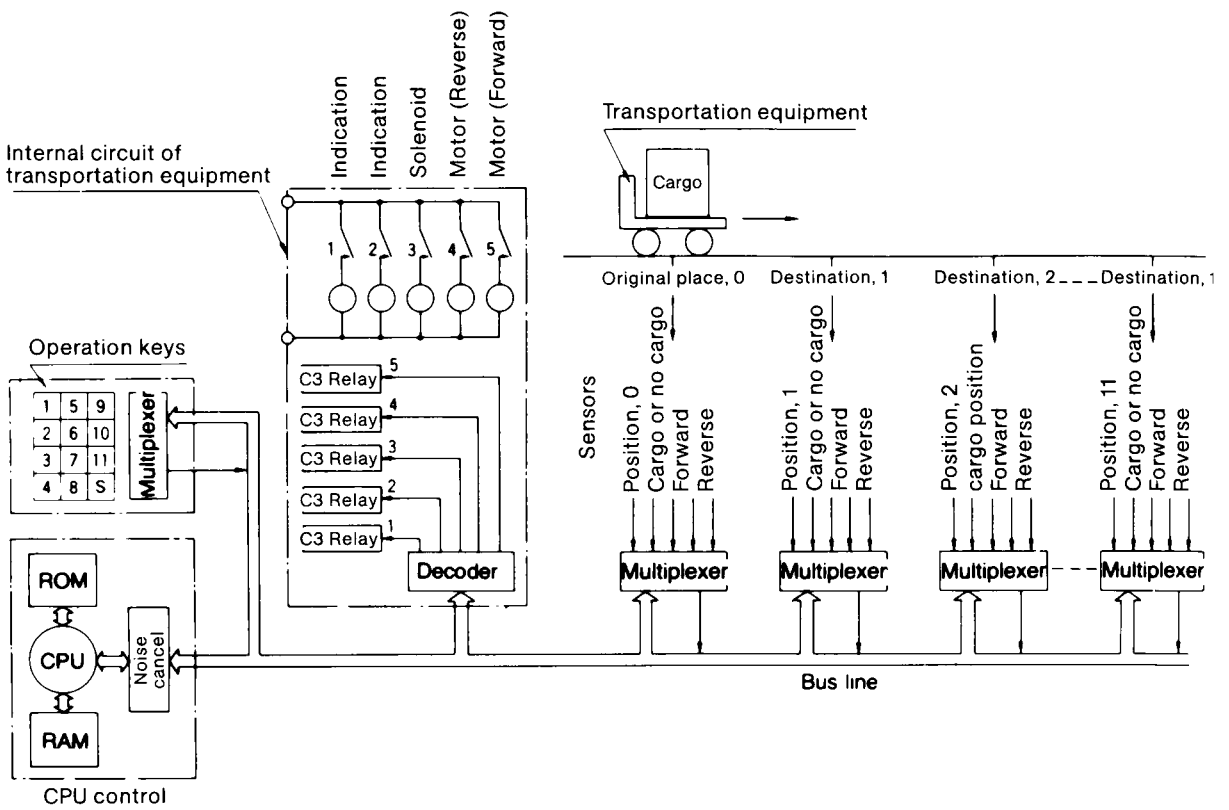 Indication
Indication
Solenoid
Motor (Reverse)
Motor (Forward)
Internal circuit of
transportation equipment
1
2
3
4
5
Transportation equipment
Cargo
Original place, 0
Destination, 1
Destination, 2
Destination, 1
Operation keys
1 5 9
2 6 10
3 7 11
4 8 S
Multiplexer
C3 Relay 5
C3 Relay 4
C3 Relay 3
C3 Relay 2
C3 Relay 1
Decoder
Sensors
Position, 0
Cargo or no cargo
Forward
Reverse
Position, 1
Cargo or no cargo
Forward
Reverse
Position, 2
cargo position
Forward
Reverse
Position, 11
Cargo or no cargo
Forward
Reverse
Multiplexer
Multiplexer
Multiplexer
Multiplexer
ROM
CPU
RAM
Noise
cancel
Bus line
CPU control